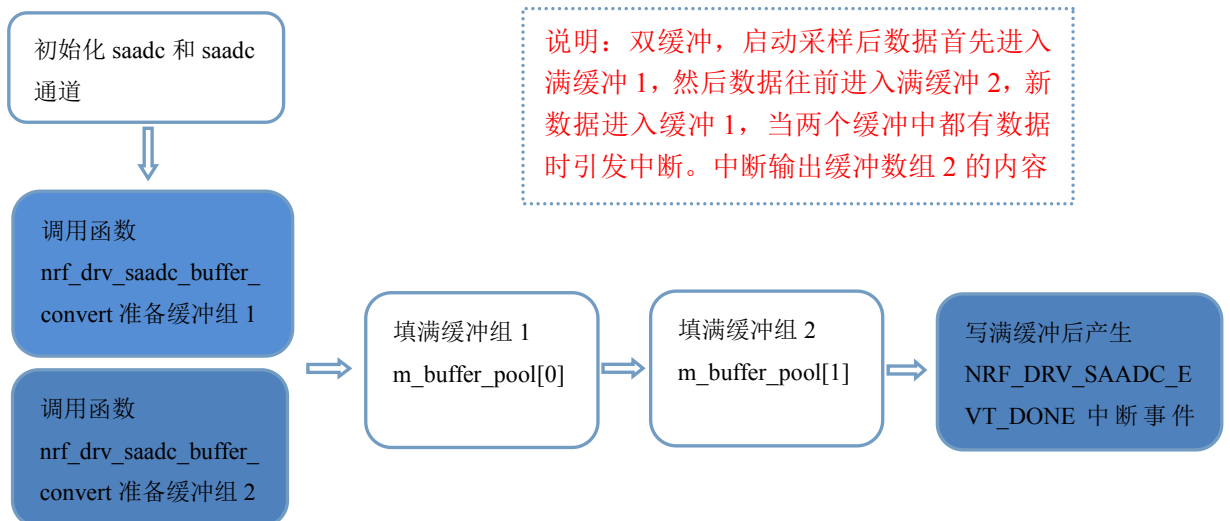 初始化 saadc 和 saadc
通道
说明：双缓冲，启动采样后数据首先进入
满缓冲 1，然后数据往前进入满缓冲 2，新
数据进入缓冲 1，当两个缓冲中都有数据
时引发中断。中断输出缓冲数组 2 的内容
调用函数
nrf_drv_saadc_buffer_
convert 准备缓冲组 1
调用函数
nrf_drv_saadc_buffer_
convert 准备缓冲组 2
填满缓冲组 1
m_buffer_pool[0]
填满缓冲组 2
m_buffer_pool[1]
写满缓冲后产生
NRF_DRV_SAADC_E
VT_DONE 中断事件